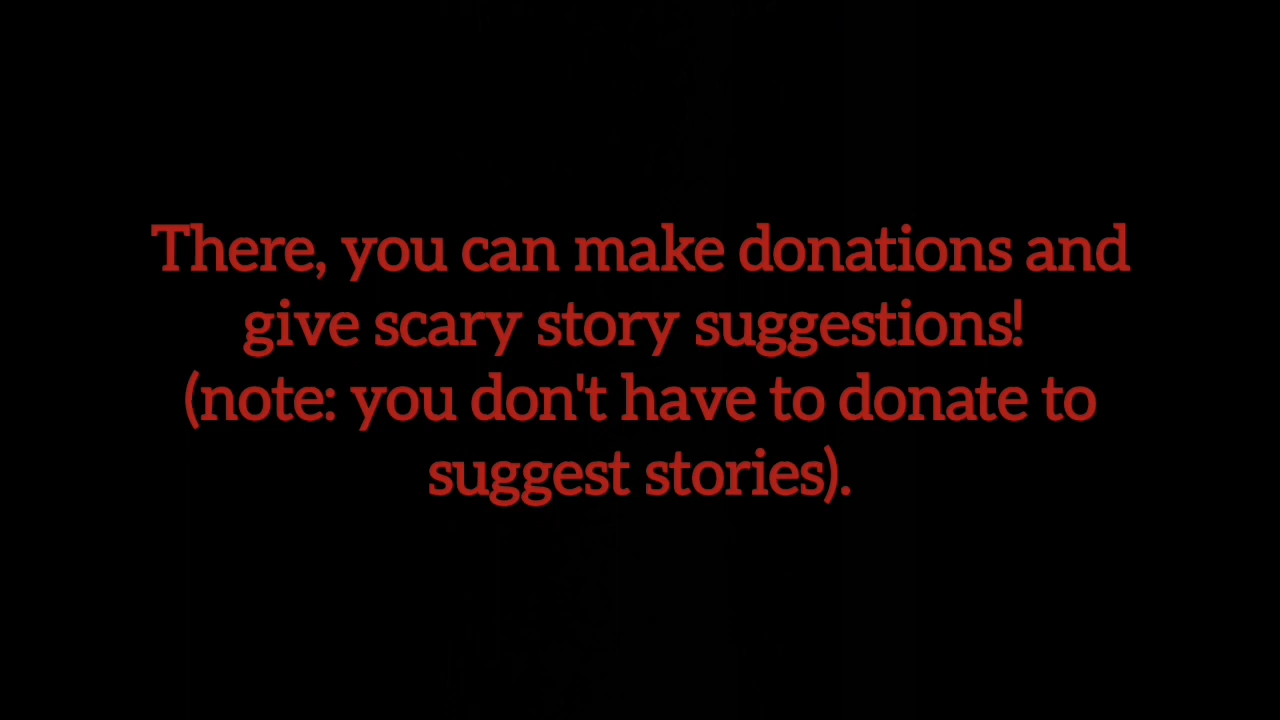 There, you can make donations and
give scary story suggestions!
(note: you don't have to donate to
suggest stories).